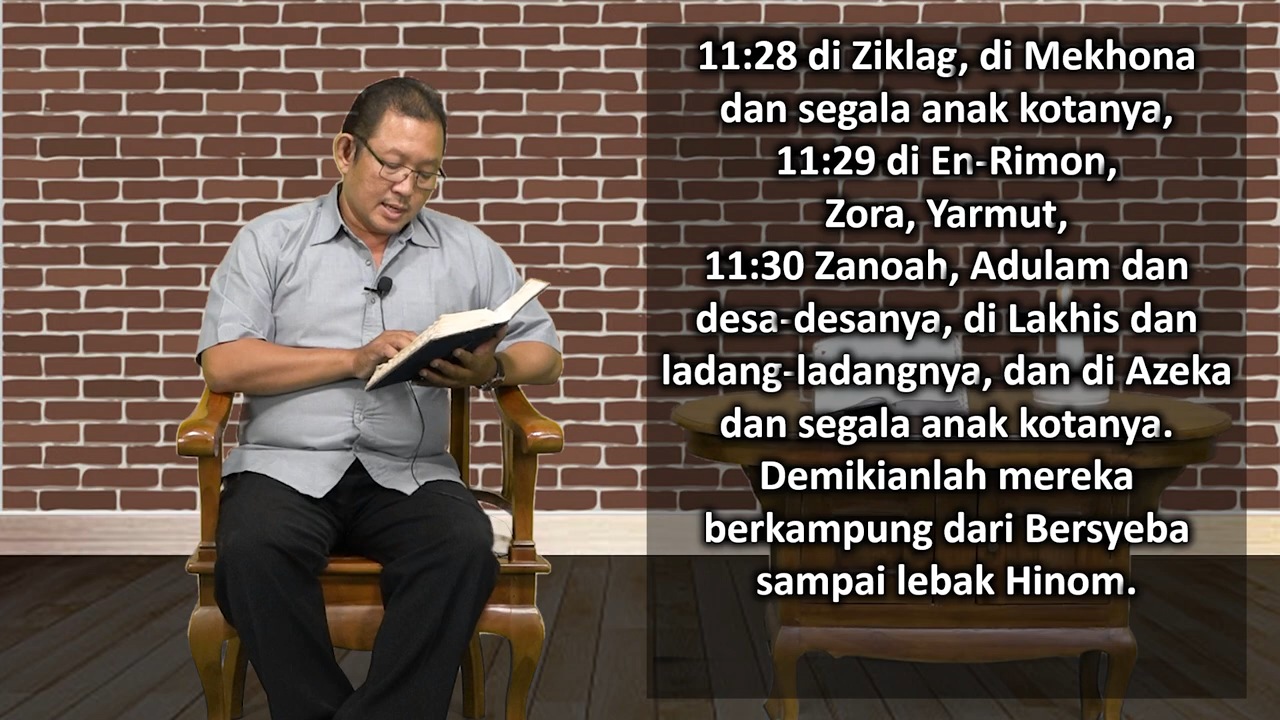 11:28 di Ziklag, di Mekhona
dan segala anak kotanya,
11:29 di En-Rimon,
Zora, Yarmut,
11:30 Zanoah, Adulam dan
desa-desanya, di Lakhis dan
ladang-ladangnya, dan di Azeka
dan segala anak kotanya.
Demikianlah mereka
berkampung dari Bersyeba
sampai lebak Hinom.